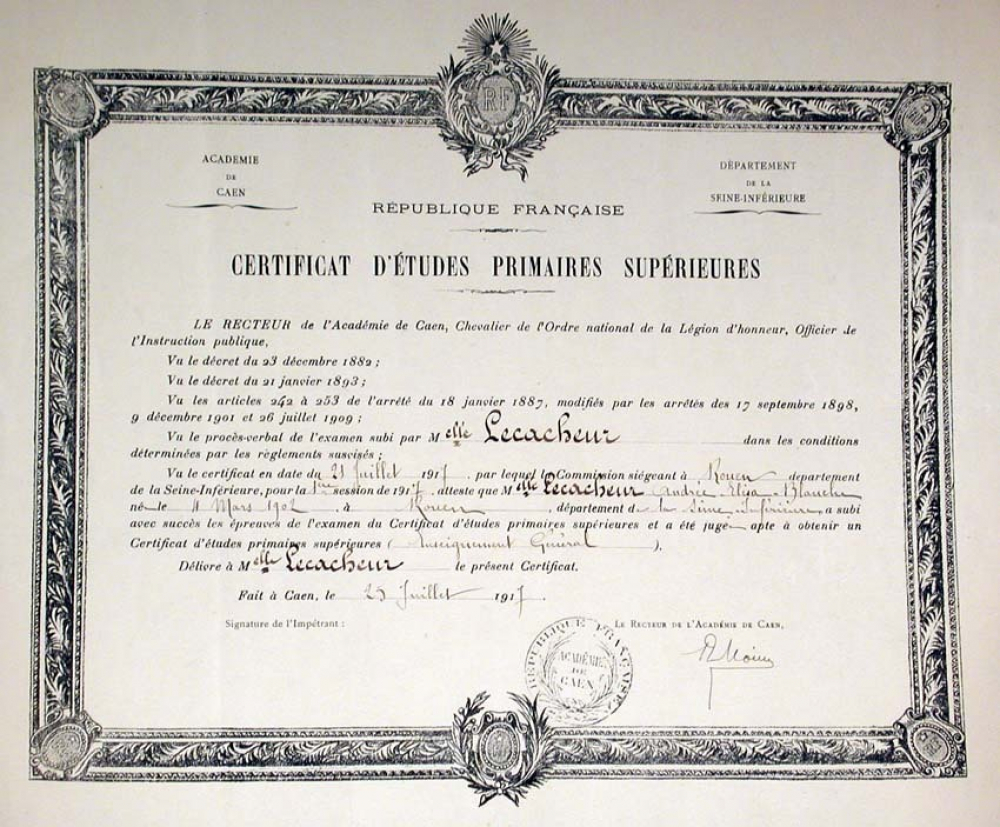 RF
ACADEMIE
DE
CAEN
DÉPARTEMENT
DE LA
SEINE-INFÉRIEURE
RÉPUBLIQUE FRANÇAISE
CERTIFICAT D'ÉTUDES PRIMAIRES SUPÉRIEURES
LE RECTEUR de l'Académie de Caen, Chevalier de l'Ordre national de la Légion d'honneur, Officier de
l'Instruction publique,
Vu le décret du 23 décembre 1882 ;
Vu le décret du 21 janvier 1893 ;
Vu les articles 242 à 253 de l'arrêté du 18 janvier 1887, modifiés par les arrêtés des 17 septembre 1898,
9 décembre 1901 et 26 juillet 1909 ;
Vu le procès-verbal de l'examen subi par Melle Lecacheur dans les conditions
déterminées par les règlements suscisés ;
Vu le certificat en date du 21 Juillet 1917, par lequel la Commission siégeant à Rouen département
de la Seine-Inférieure, pour la 1re session de 1917, atteste que Melle Lecacheur Andrée Eliza Blanche
née le 4 Mars 1902 à Rouen, département de la Seine Inférieure, a subi
avec succès les épreuves de l'examen du Certificat d'études primaires supérieures et a été jugée apte à obtenir un
Certificat d'études primaires supérieures ( Enseignement Général ).
Délivré à Melle Lecacheur le présent Certificat.
Fait à Caen, le 25 Juillet 1917.
Signature de l'Impétrant :
LE RECTEUR DE L'ACADÉMIE DE CAEN,
RÉPUBLIQUE FRANÇAISE
ACADÉMIE
DE
CAEN